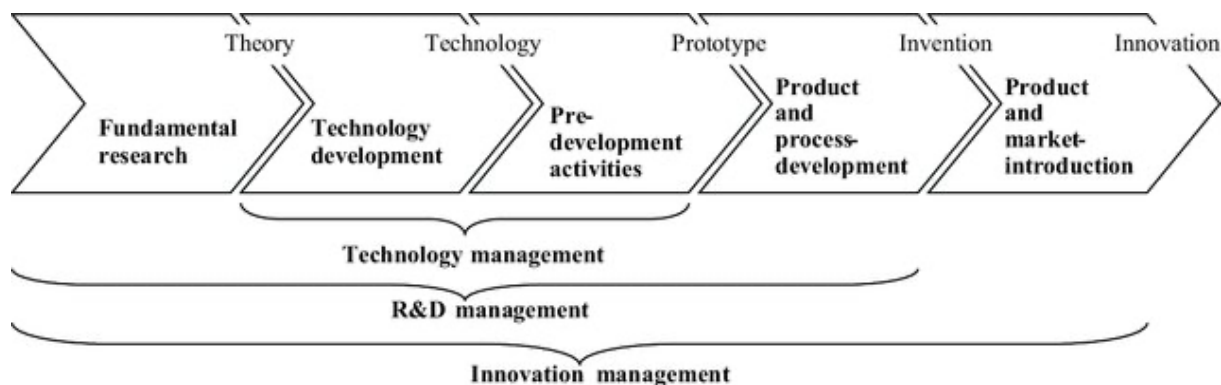 Theory Technology Prototype Invention Innovation
Fundamental
research
Technology
development
Pre-
development
activities
Product
and
process-
development
Product
and
market-
introduction
Technology management
R&D management
Innovation management